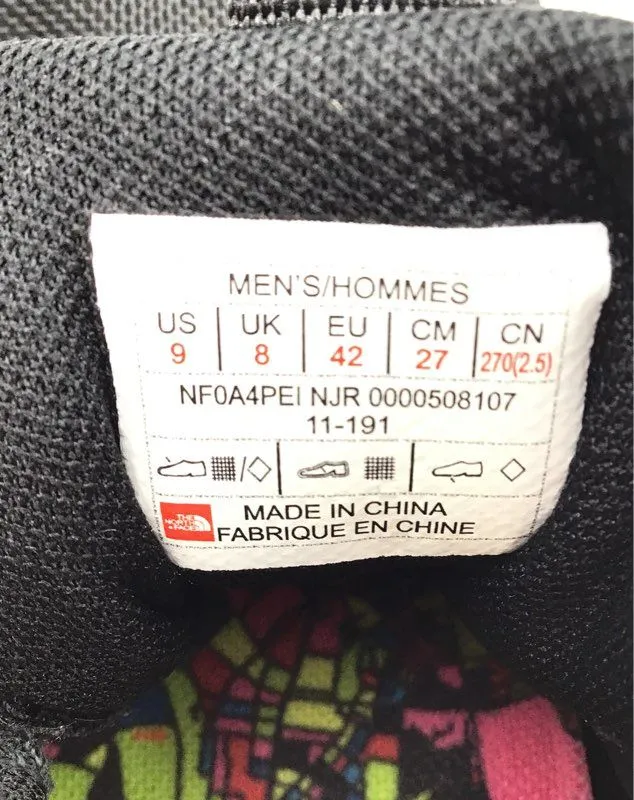 MEN'S/HOMMES
US UK EU CM CN
9 8 42 27 270(2.5)
NF0A4PEI NJR 0000508107
11-191
THE NORTH FACE
MADE IN CHINA
FABRIQUE EN CHINE